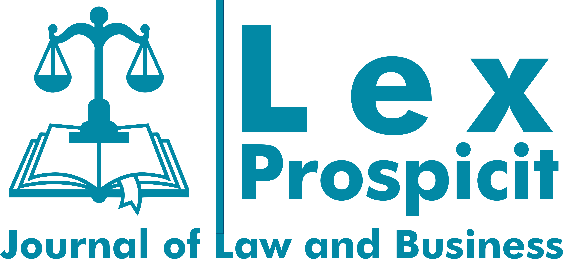 Lex
Prospicit
Journal of Law and Business